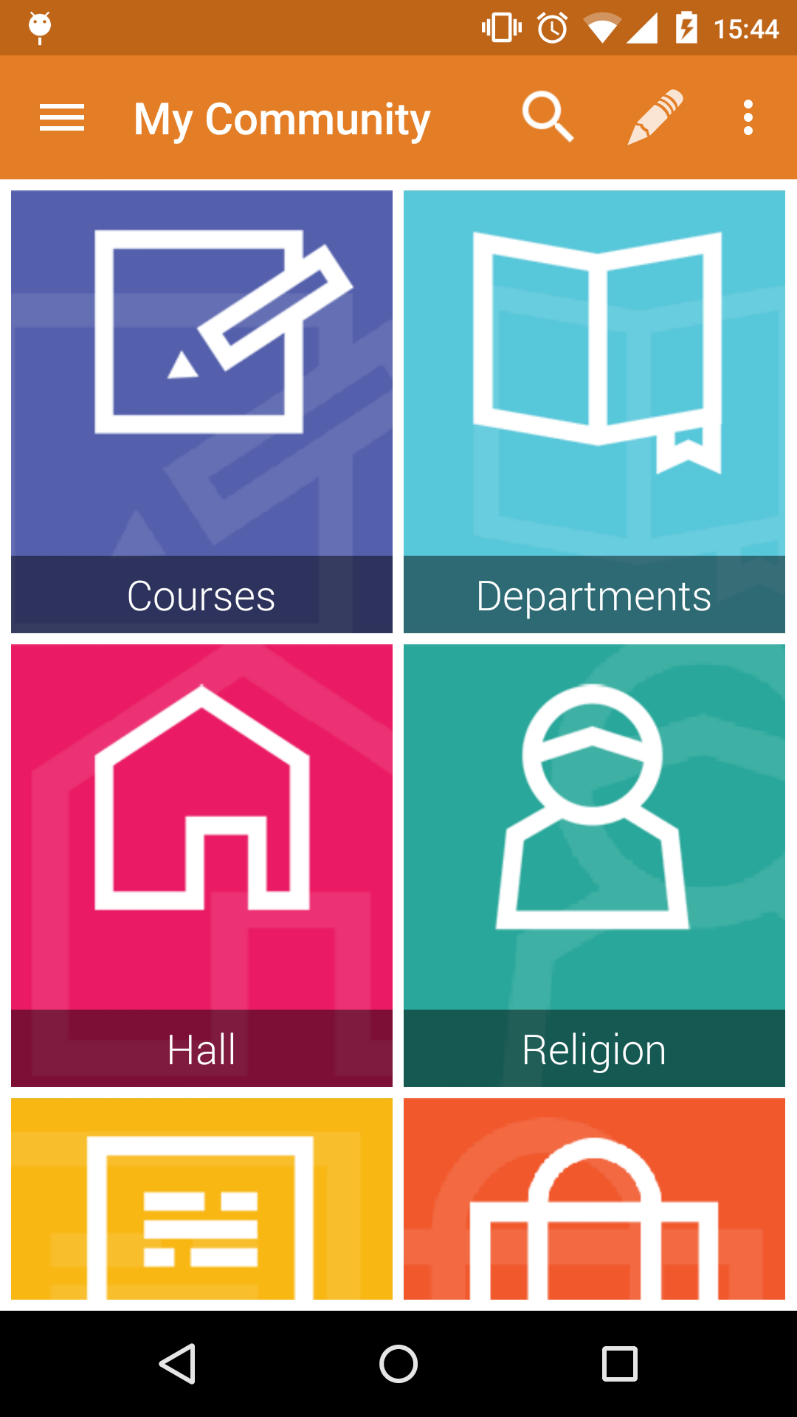 15:44
My Community
Courses
Departments
Hall
Religion